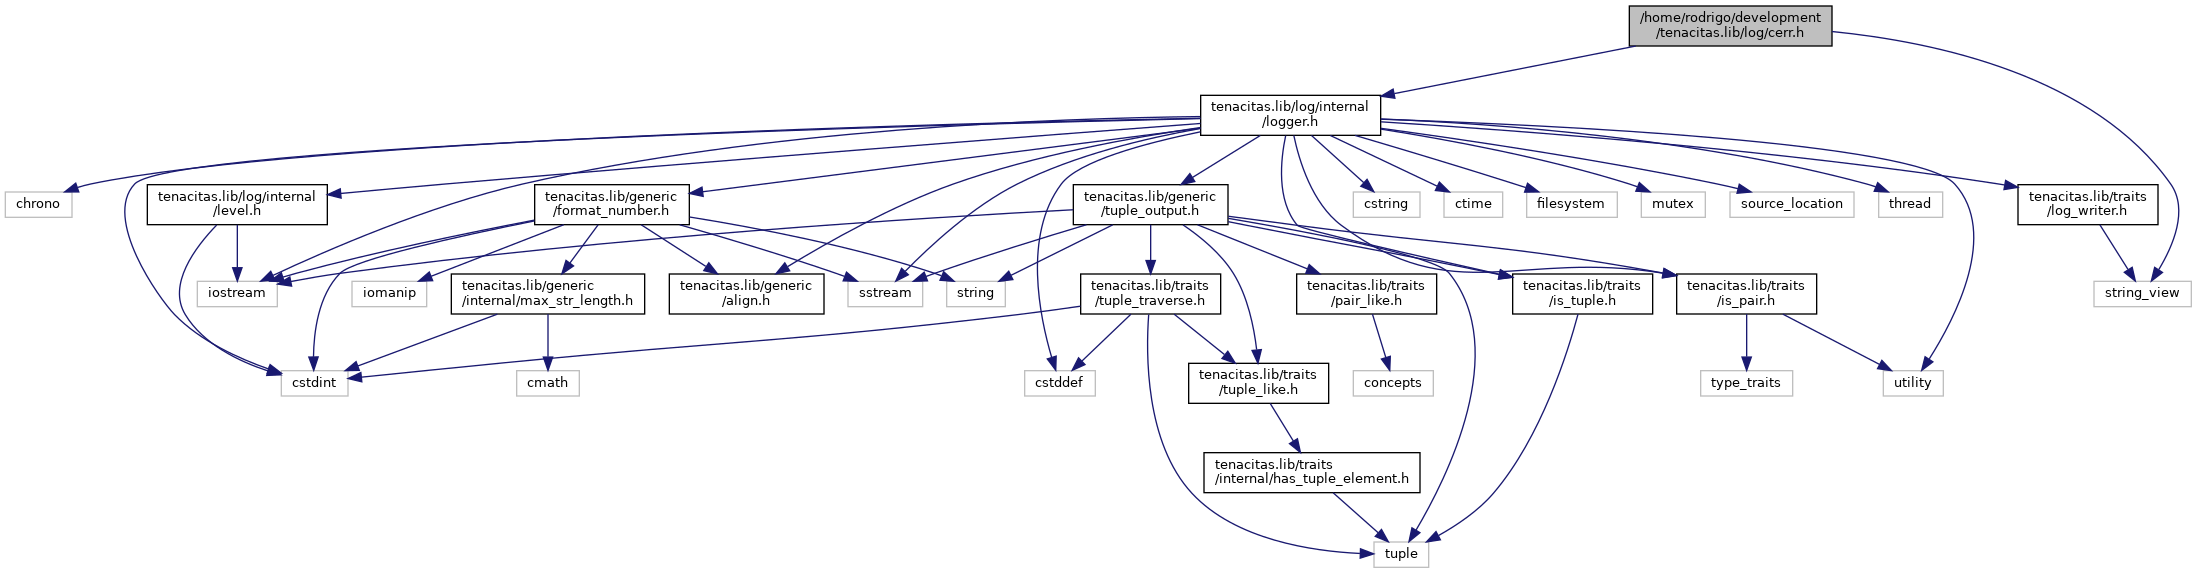 /home/rodrigo/development
/tenacitas.lib/log/cerr.h
tenacitas.lib/log/internal
/logger.h
chrono
tenacitas.lib/log/internal
/level.h
tenacitas.lib/generic
/format_number.h
tenacitas.lib/generic
/tuple_output.h
cstring
ctime
filesystem
mutex
source_location
thread
tenacitas.lib/traits
/log_writer.h
iostream
iomanip
tenacitas.lib/generic
/internal/max_str_length.h
tenacitas.lib/generic
/align.h
sstream
string
tenacitas.lib/traits
/tuple_traverse.h
tenacitas.lib/traits
/pair_like.h
tenacitas.lib/traits
/is_tuple.h
tenacitas.lib/traits
/is_pair.h
string_view
cstdint
cmath
cstddef
tenacitas.lib/traits
/tuple_like.h
concepts
type_traits
utility
tenacitas.lib/traits
/internal/has_tuple_element.h
tuple